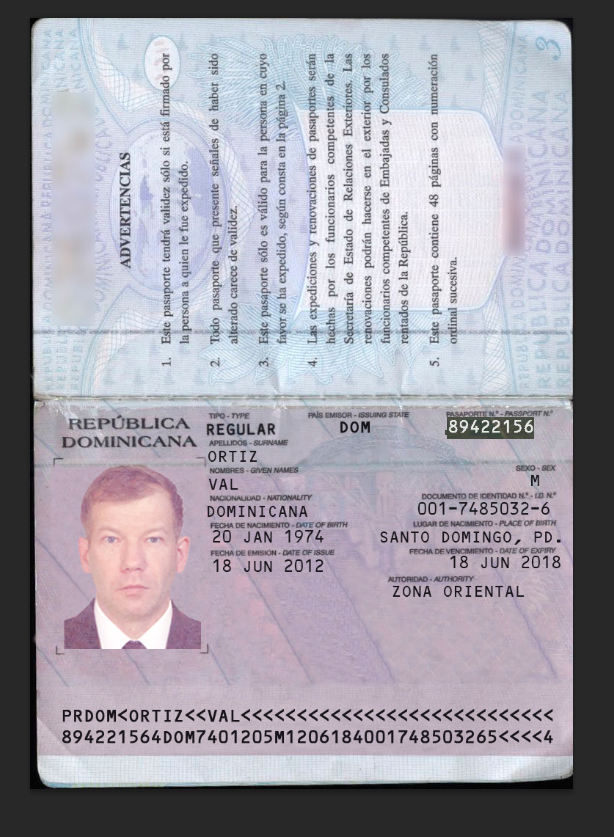 ADVERTENCIAS
1. Este pasaporte tendrá validez sólo si está firmado por
la persona a quien le fue expedido.
2. Todo pasaporte que presente señales de haber sido
alterado carece de validez.
3. Este pasaporte sólo es válido para la persona en cuyo
favor se ha expedido, según consta en la página 2.
4. Las expediciones y renovaciones de pasaportes serán
hechas por los funcionarios competentes de la
Secretaría de Estado de Relaciones Exteriores. Las
renovaciones podrán hacerse en el exterior por los
funcionarios competentes de Embajadas y Consulados
rentados de la República.
5. Este pasaporte contiene 48 páginas con numeración
ordinal sucesiva.
3
REPÚBLICA
DOMINICANA
TIPO - TYPE PAÍS EMISOR - ISSUING STATE PASAPORTE N.º - PASSPORT N.º
REGULAR DOM 89422156
APELLIDOS - SURNAME
ORTIZ
NOMBRES - GIVEN NAMES SEXO - SEX
VAL M
NACIONALIDAD - NATIONALITY DOCUMENTO DE IDENTIDAD N.º - I.D. N.º
DOMINICANA 001-7485032-6
FECHA DE NACIMIENTO - DATE OF BIRTH LUGAR DE NACIMIENTO - PLACE OF BIRTH
20 JAN 1974 SANTO DOMINGO, PD.
FECHA DE EMISIÓN - DATE OF ISSUE FECHA DE VENCIMIENTO - DATE OF EXPIRY
18 JUN 2012 18 JUN 2018
AUTORIDAD - AUTHORITY
ZONA ORIENTAL
PRDOM<ORTIZ<<VAL<<<<<<<<<<<<<<<<<<<<<<<<<<<<
894221564DOM7401205M1206184001748503265<<<<4